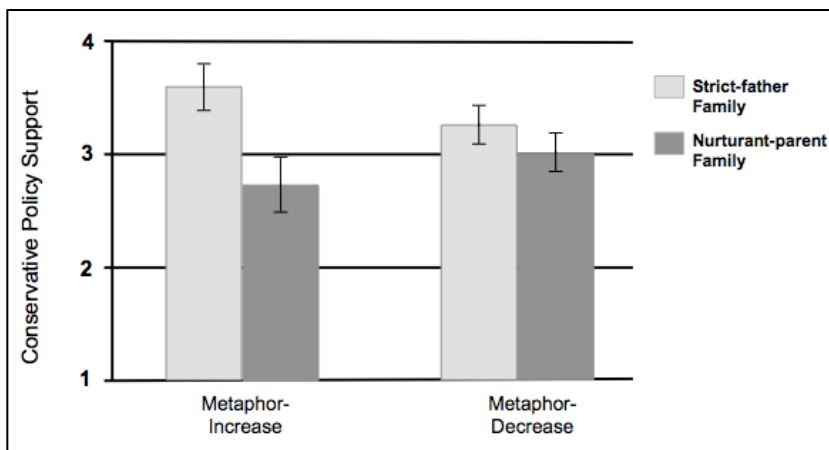 Conservative Policy Support
4
3
2
1
Metaphor-
Increase
Metaphor-
Decrease
Strict-father
Family
Nurturant-parent
Family